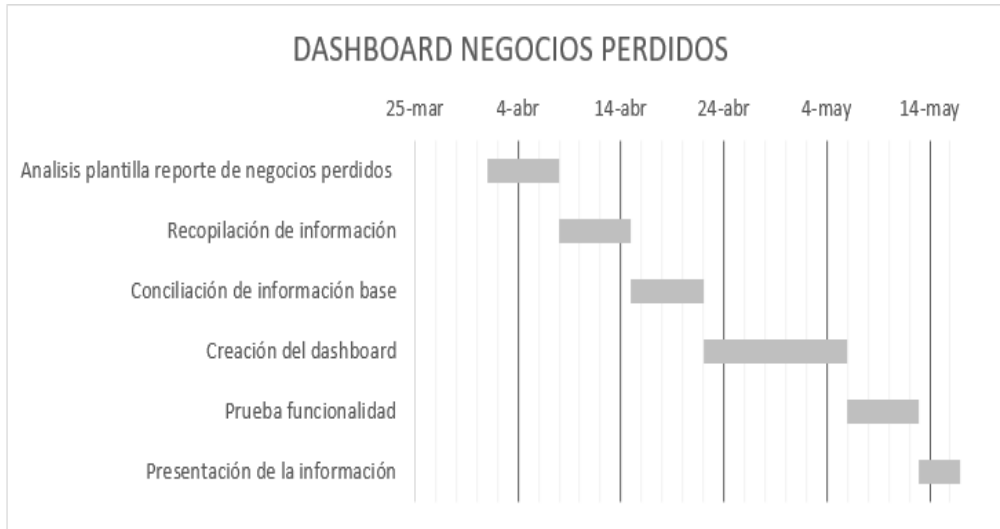 DASHBOARD NEGOCIOS PERDIDOS
25-mar 4-abr 14-abr 24-abr 4-may 14-may
Analisis plantilla reporte de negocios perdidos
Recopilación de información
Conciliación de información base
Creación del dashboard
Prueba funcionalidad
Presentación de la información